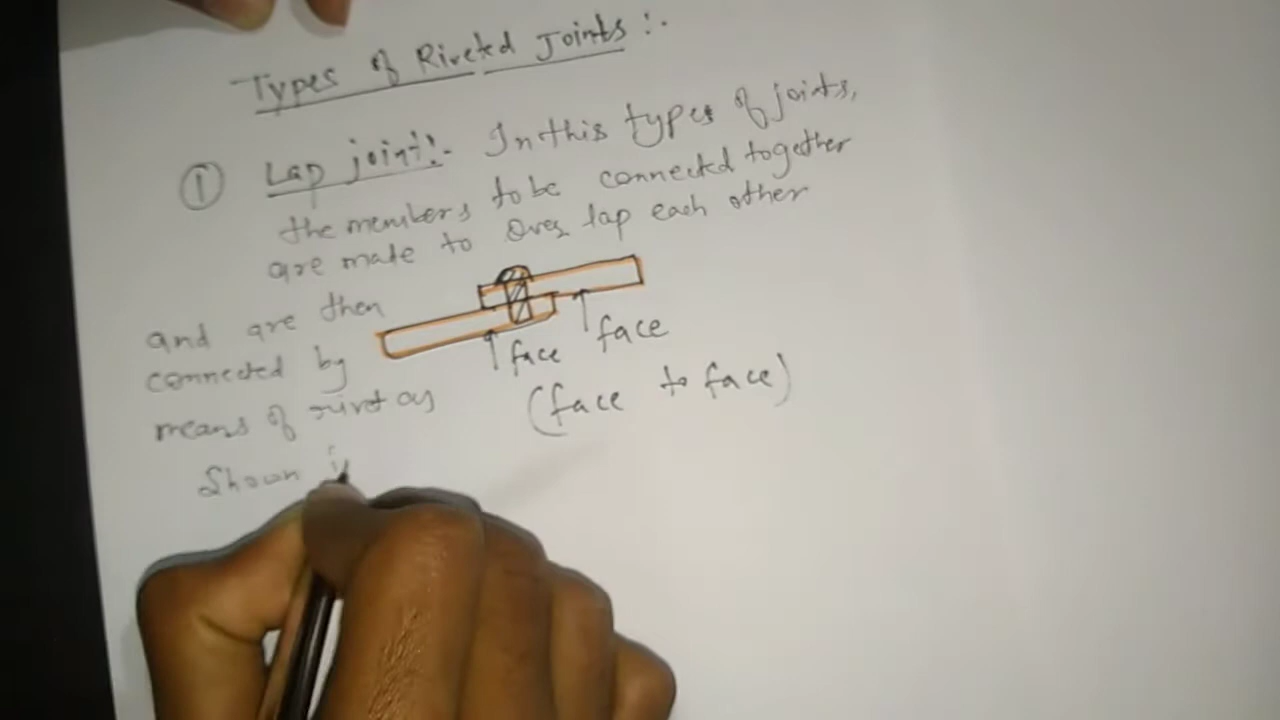 Types of Riveted Joints :-
① Lap joint:- In this types of joints,
the members to be connected together
are made to over lap each other
and are then
connected by
means of rivet as
Shown i
face face
(face to face)